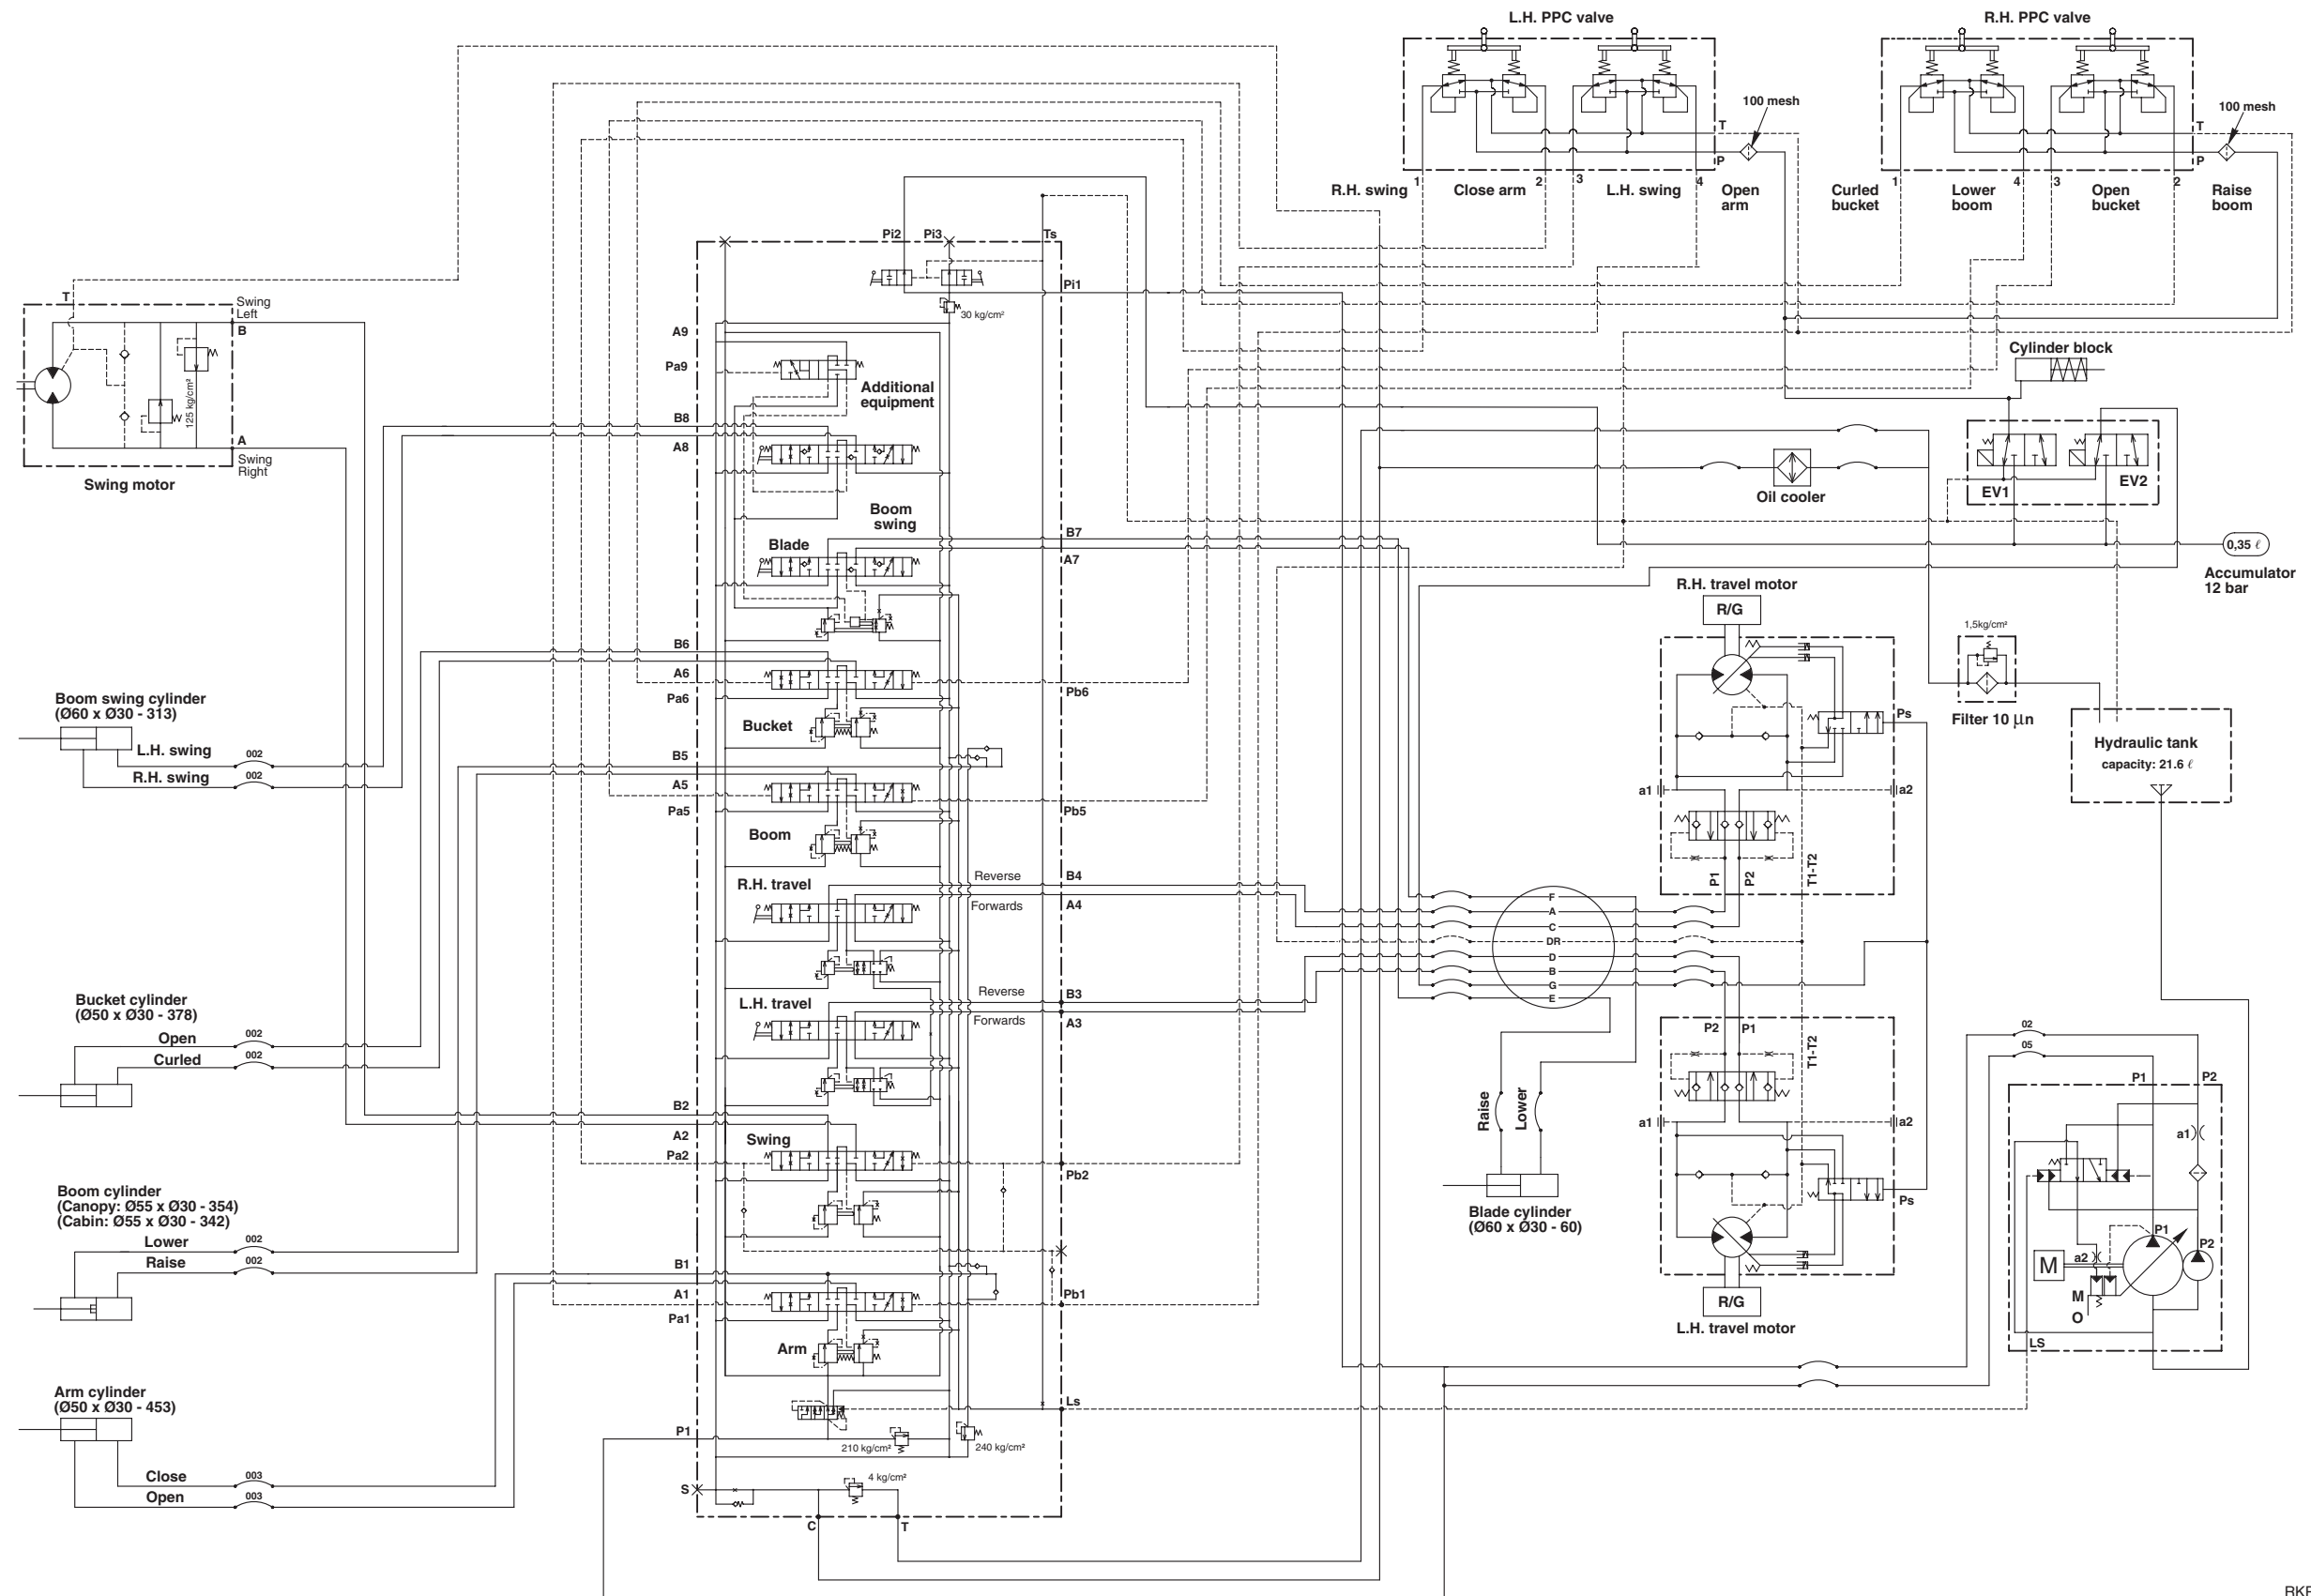 L.H. PPC valve
R.H. PPC valve
100 mesh
100 mesh
T
P
T
P
1
2
3
4
1
4
3
2
R.H. swing
Close arm
L.H. swing
Open
arm
Curled
bucket
Lower
boom
Open
bucket
Raise
boom
Pi2
Pi3
Ts
Pi1
30 kg/cm²
T
Swing
Left
B
125 kg/cm²
A
Swing
Right
Swing motor
A9
Pa9
Additional
equipment
B8
A8
Boom
swing
Blade
B7
A7
Cylinder block
EV1
EV2
Oil cooler
0,35 ℓ
Accumulator
12 bar
R.H. travel motor
R/G
1,5kg/cm²
Filter 10 μn
Hydraulic tank
capacity: 21.6 ℓ
B6
A6
Pa6
Pb6
Bucket
Boom swing cylinder
(Ø60 x Ø30 - 313)
L.H. swing
002
R.H. swing
002
B5
A5
Pa5
Pb5
Boom
Ps
a1
a2
P1
P2
T1-T2
R.H. travel
Reverse
B4
Forwards
A4
L.H. travel
Reverse
B3
Forwards
A3
F
A
C
DR
D
B
G
E
Bucket cylinder
(Ø50 x Ø30 - 378)
Open
002
Curled
002
P2
P1
T1-T2
a1
a2
Ps
Raise
Lower
Blade cylinder
(Ø60 x Ø30 - 60)
R/G
L.H. travel motor
B2
A2
Pa2
Swing
Pb2
Boom cylinder
(Canopy: Ø55 x Ø30 - 354)
(Cabin: Ø55 x Ø30 - 342)
Lower
002
Raise
002
B1
A1
Pa1
Pb1
Arm
02
05
P1
P2
a1
P1
P2
a2
M
M
O
LS
Arm cylinder
(Ø50 x Ø30 - 453)
Close
003
Open
003
Ls
P1
210 kg/cm²
240 kg/cm²
S
4 kg/cm²
C
T